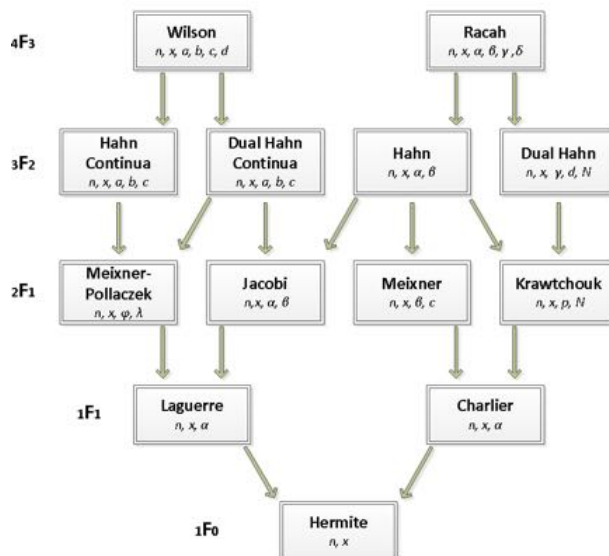 ₄F₃
Wilson
n, x, a, b, c, d
Racah
n, x, α, β, γ ,δ
₃F₂
Hahn
Continua
n, x, a, b, c
Dual Hahn
Continua
n, x, a, b, c
Hahn
n, x, α, β
Dual Hahn
n, x, γ, d, N
₂F₁
Meixner-
Pollaczek
n, x, φ, λ
Jacobi
n,x, α, β
Meixner
n, x, β, c
Krawtchouk
n, x, p, N
₁F₁
Laguerre
n, x, α
Charlier
n, x, α
₁F₀
Hermite
n, x